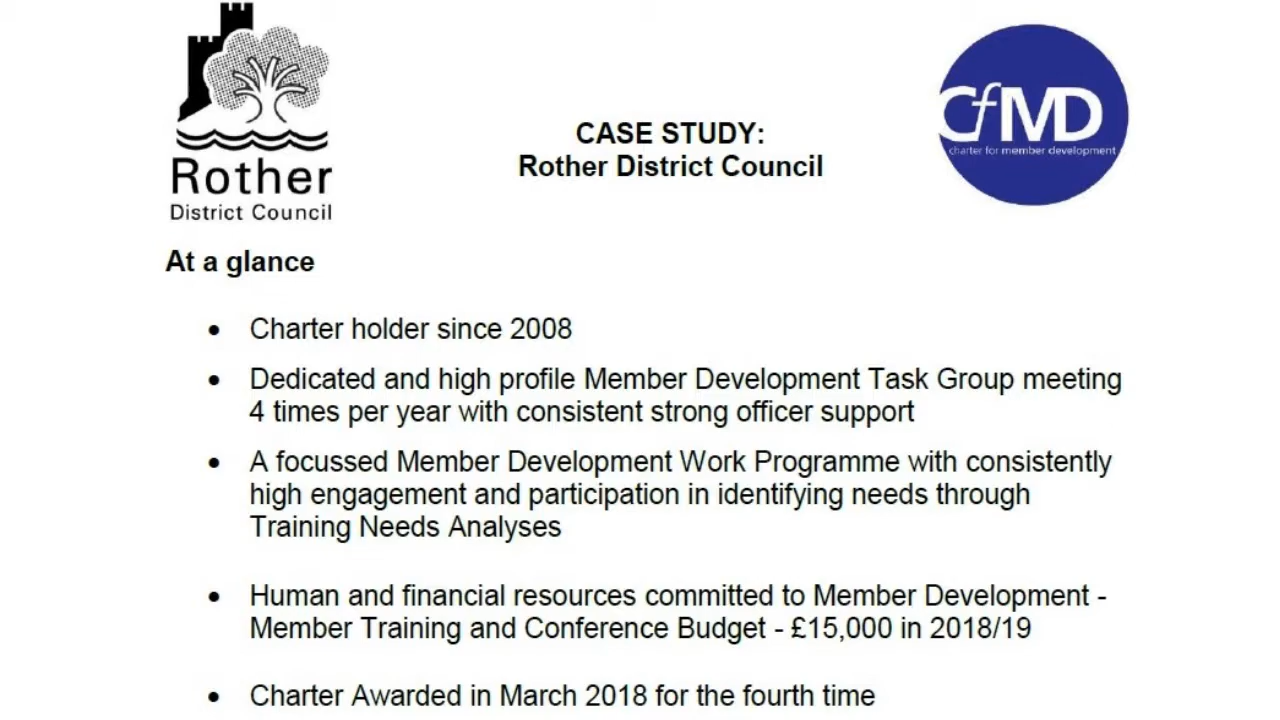 Rother
District Council
CASE STUDY:
Rother District Council
CfMD
charter for member development
At a glance
• Charter holder since 2008
• Dedicated and high profile Member Development Task Group meeting
4 times per year with consistent strong officer support
• A focussed Member Development Work Programme with consistently
high engagement and participation in identifying needs through
Training Needs Analyses
• Human and financial resources committed to Member Development -
Member Training and Conference Budget - £15,000 in 2018/19
• Charter Awarded in March 2018 for the fourth time